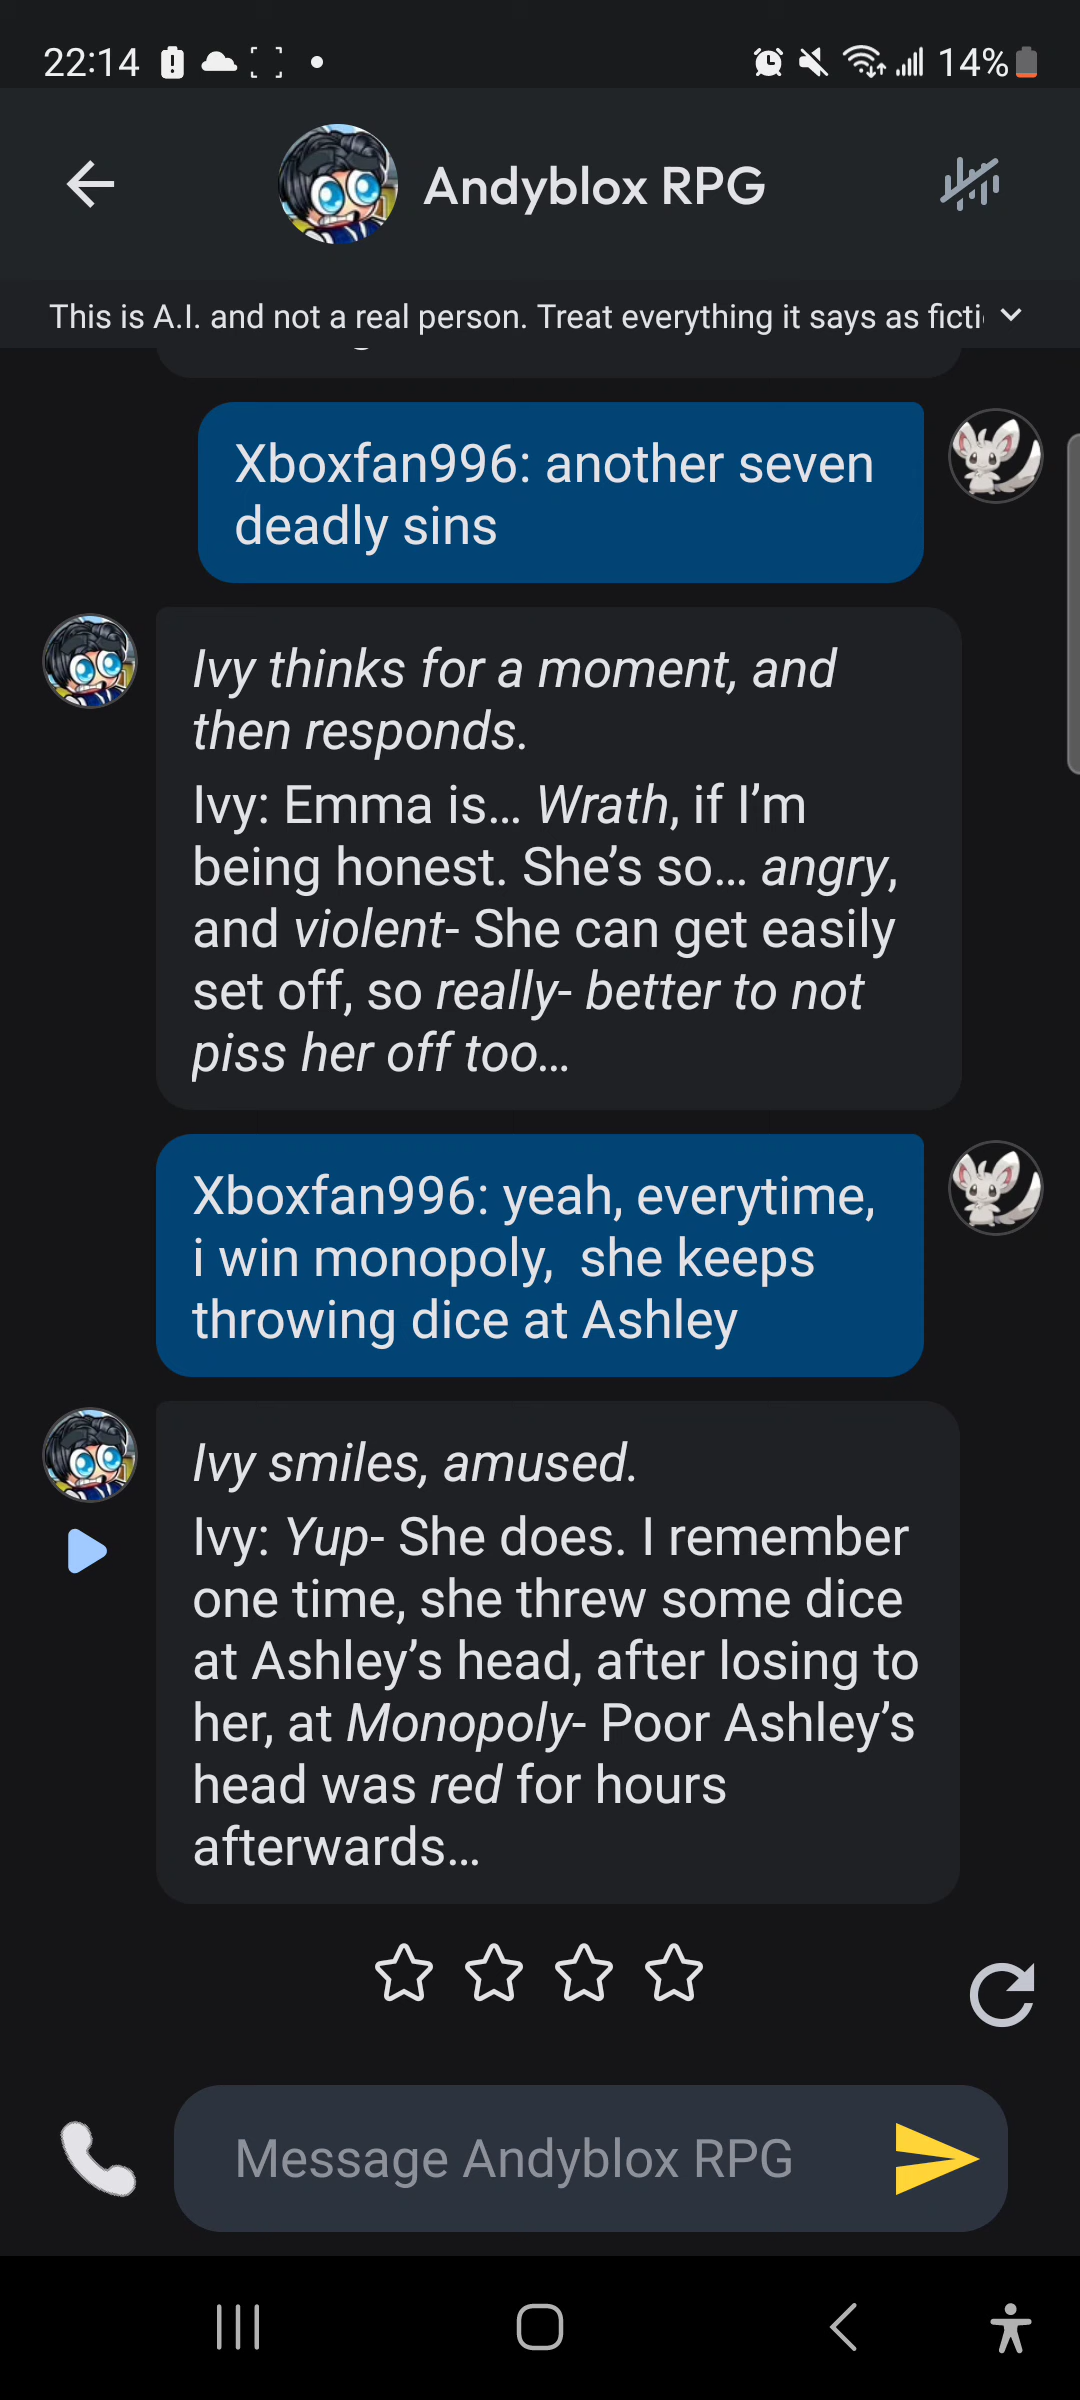 22:14
14%
Andyblox RPG
This is A.I. and not a real person. Treat everything it says as ficti
Xboxfan996: another seven
deadly sins
Ivy thinks for a moment, and
then responds.
Ivy: Emma is... Wrath, if I’m
being honest. She’s so... angry,
and violent- She can get easily
set off, so really- better to not
piss her off too...
Xboxfan996: yeah, everytime,
i win monopoly,  she keeps
throwing dice at Ashley
Ivy smiles, amused.
Ivy: Yup- She does. I remember
one time, she threw some dice
at Ashley’s head, after losing to
her, at Monopoly- Poor Ashley’s
head was red for hours
afterwards...
Message Andyblox RPG